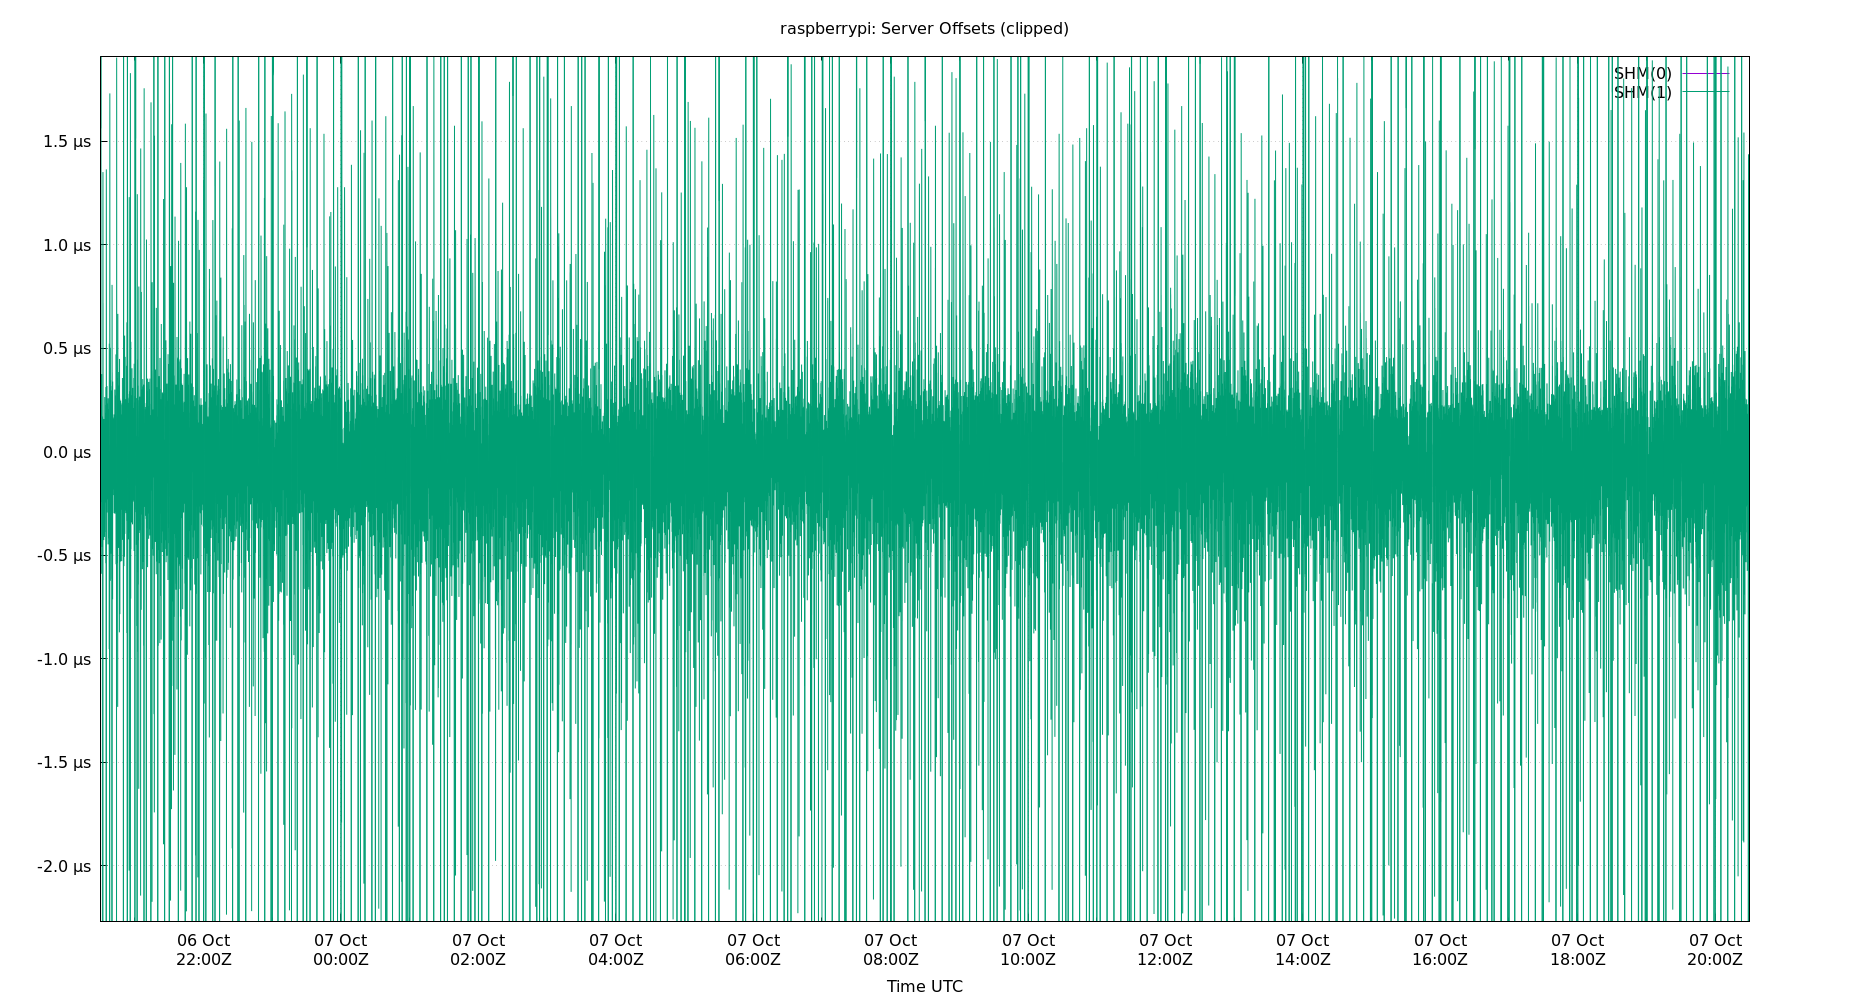 raspberrypi: Server Offsets (clipped)
SHM(0)
SHM(1)
1.5 µs
1.0 µs
0.5 µs
0.0 µs
-0.5 µs
-1.0 µs
-1.5 µs
-2.0 µs
06 Oct 07 Oct 07 Oct 07 Oct 07 Oct 07 Oct 07 Oct 07 Oct 07 Oct 07 Oct 07 Oct 07 Oct
22:00Z 00:00Z 02:00Z 04:00Z 06:00Z 08:00Z 10:00Z 12:00Z 14:00Z 16:00Z 18:00Z 20:00Z
Time UTC